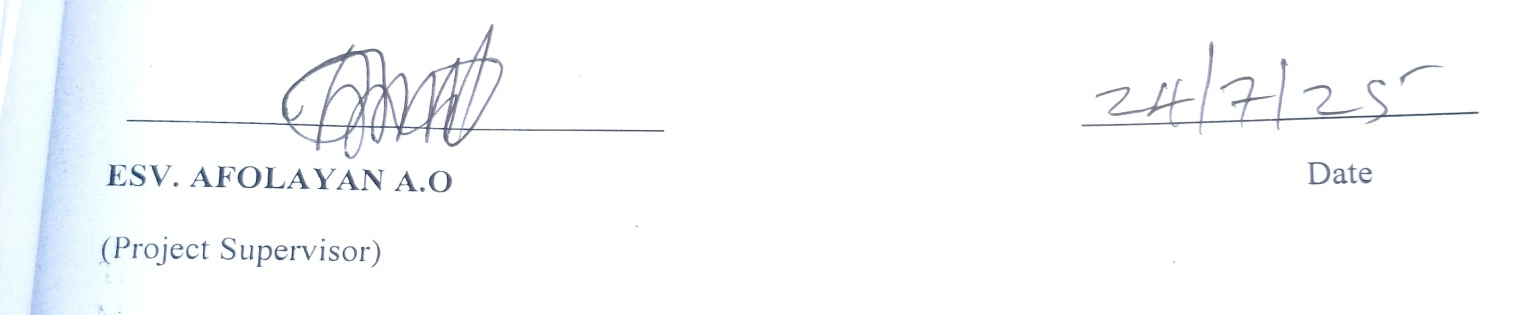 24/7/25
ESV. AFOLAYAN A.O
Date
(Project Supervisor)